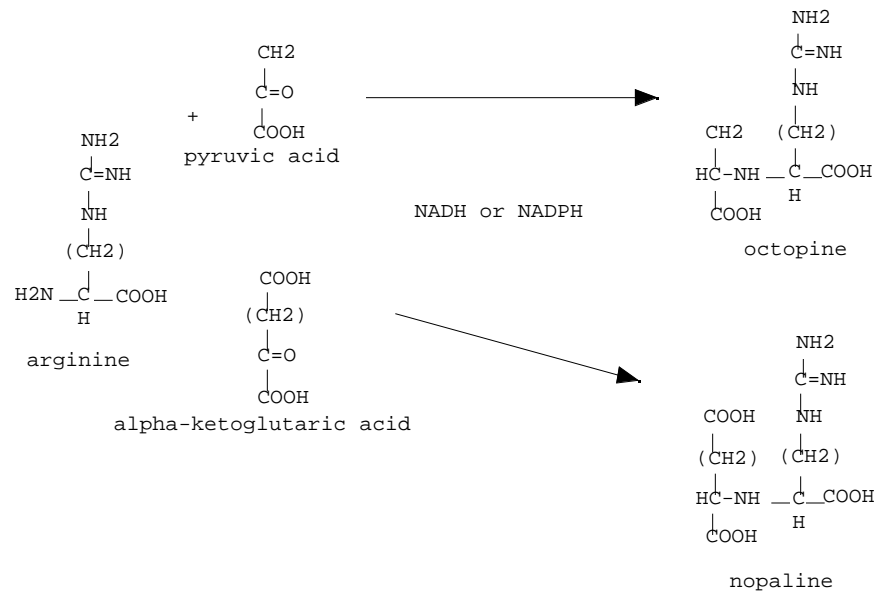 NH2
C=NH
NH
(CH2)
H2N C COOH
H
arginine
+
CH2
C=O
COOH
pyruvic acid
COOH
(CH2)
C=O
COOH
alpha-ketoglutaric acid
NADH or NADPH
NH2
C=NH
NH
CH2 (CH2)
HC-NH C COOH
H
COOH
octopine
NH2
C=NH
COOH NH
(CH2) (CH2)
HC-NH C COOH
H
COOH
nopaline